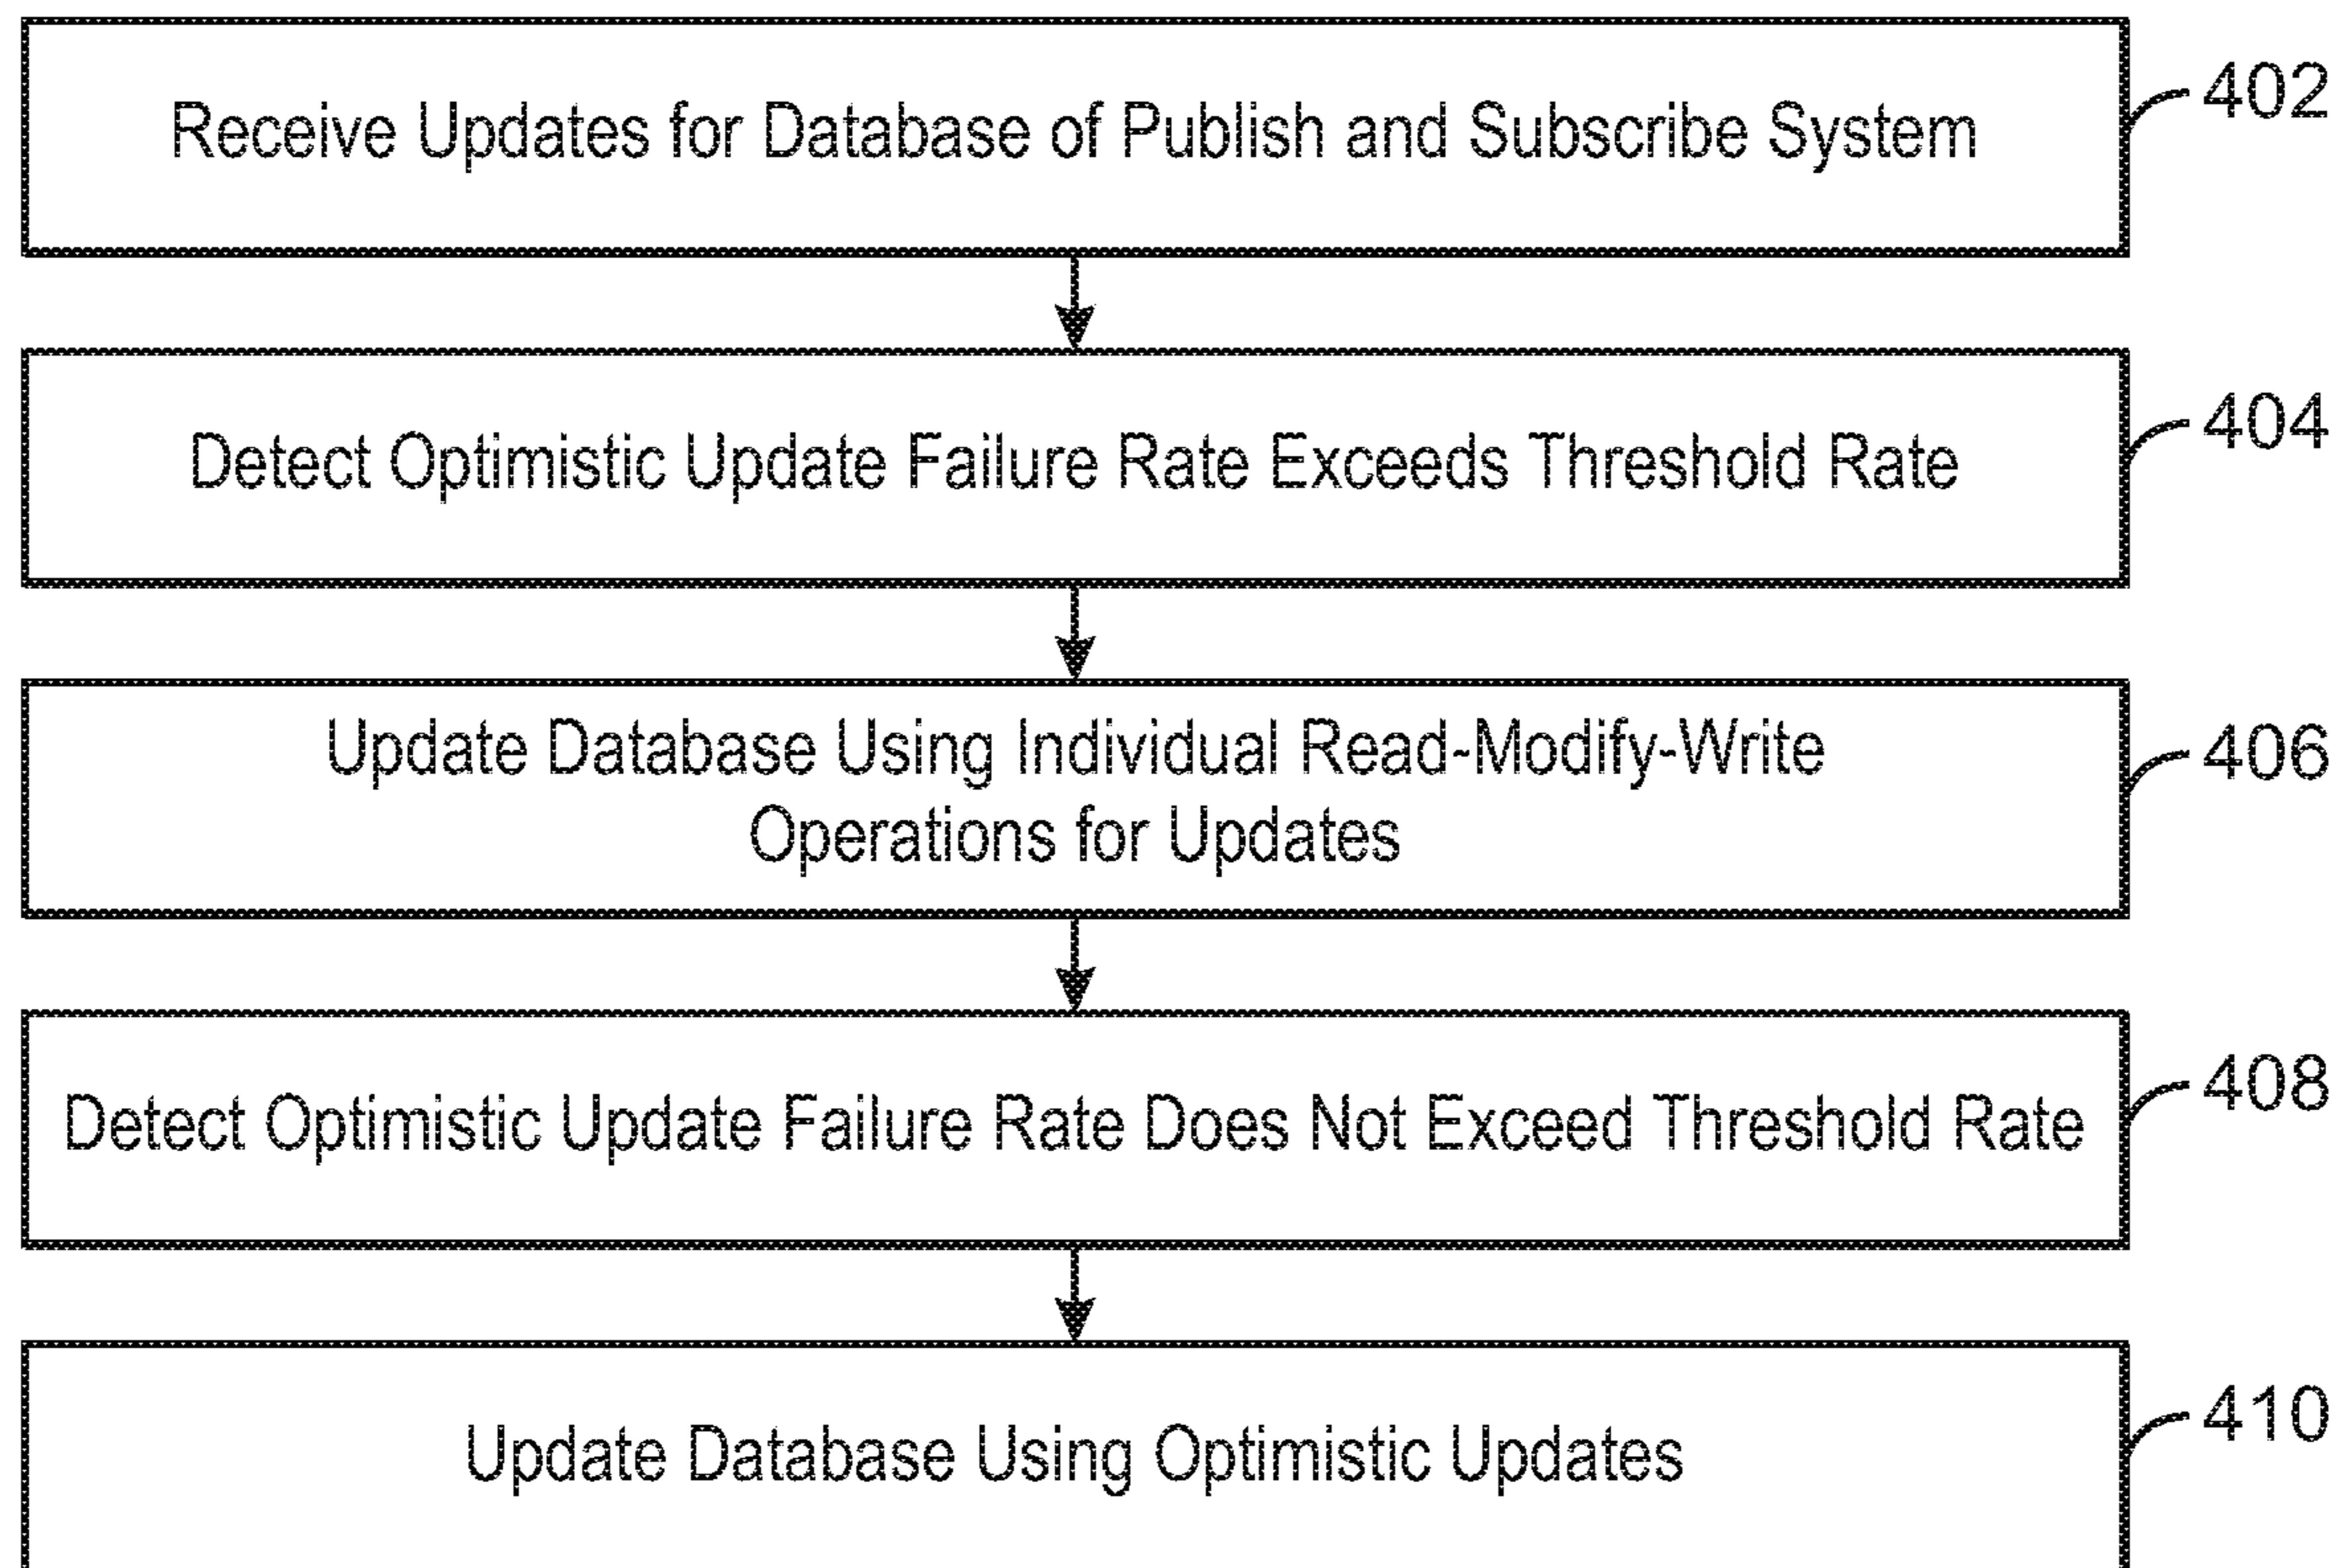 Receive Updates for Database of Publish and Subscribe System
402
Detect Optimistic Update Failure Rate Exceeds Threshold Rate
404
Update Database Using Individual Read-Modify-Write
Operations for Updates
406
Detect Optimistic Update Failure Rate Does Not Exceed Threshold Rate
408
Update Database Using Optimistic Updates
410